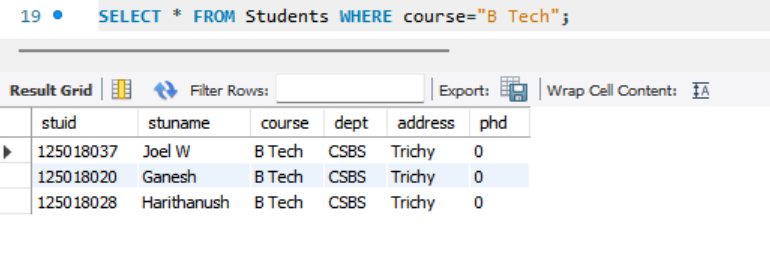 19 SELECT * FROM Students WHERE course="B Tech";
Result Grid Filter Rows: Export: Wrap Cell Content: IA
stuid stuname course dept address phd
125018037 Joel W B Tech CSBS Trichy 0
125018020 Ganesh B Tech CSBS Trichy 0
125018028 Harithanush B Tech CSBS Trichy 0